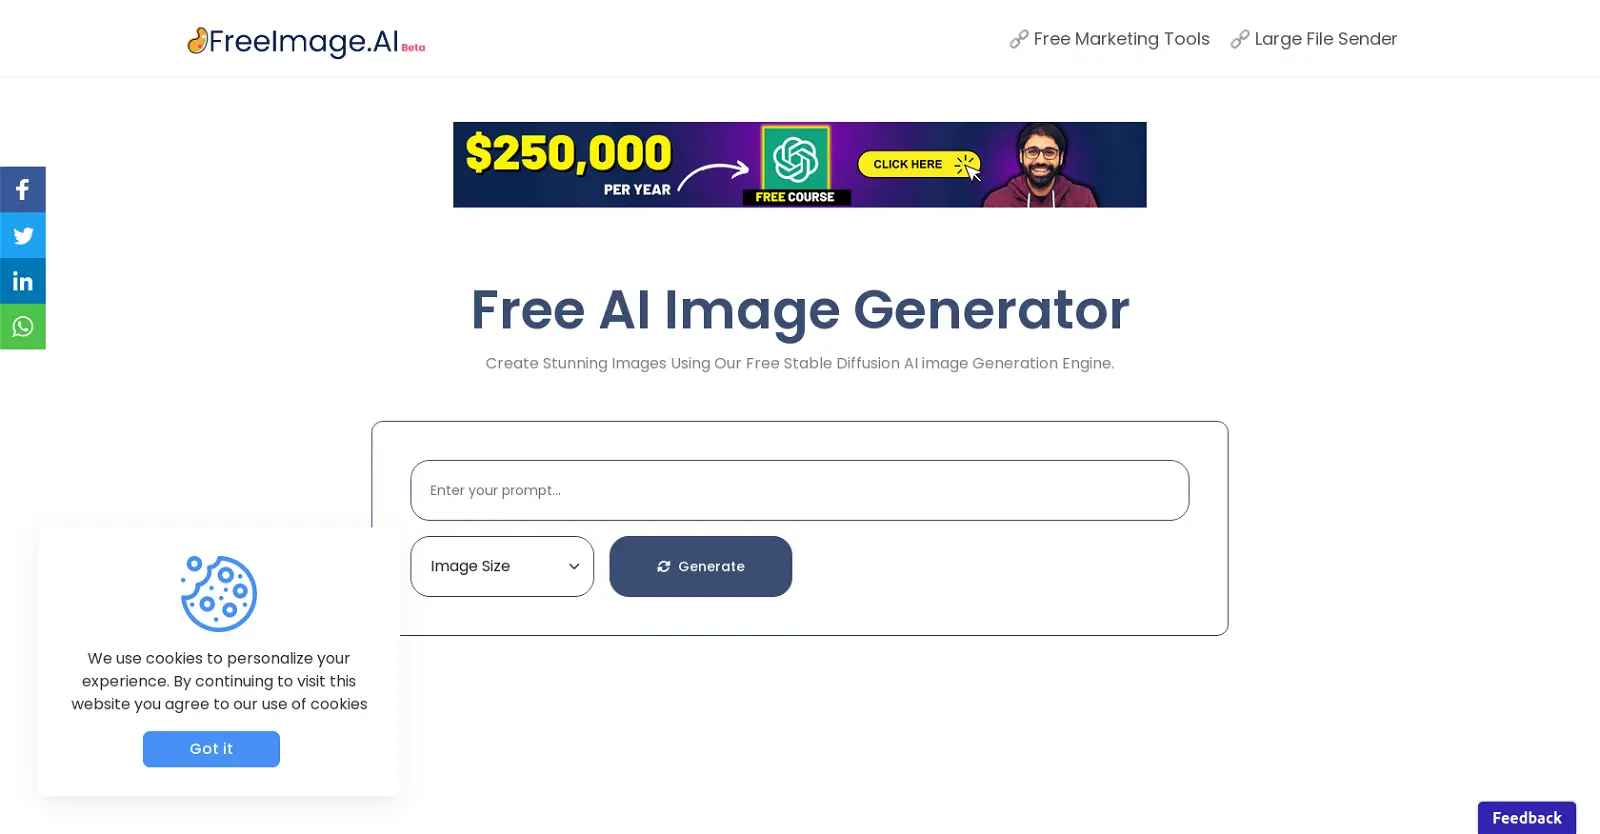 FreeImage.AI Beta
Free Marketing Tools
Large File Sender
$250,000
PER YEAR
FREE COURSE
CLICK HERE
Free AI Image Generator
Create Stunning Images Using Our Free Stable Diffusion AI image Generation Engine.
Enter your prompt...
Image Size
Generate
We use cookies to personalize your
experience. By continuing to visit this
website you agree to our use of cookies
Got it
Feedback